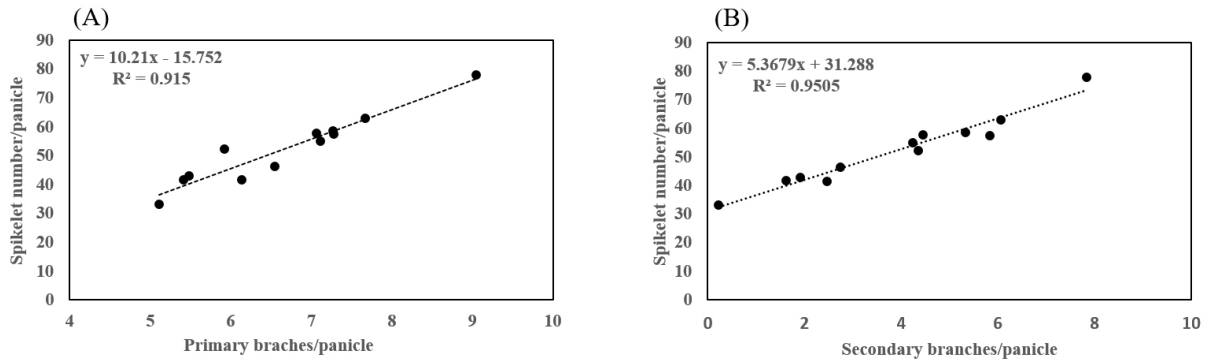 (A)
y = 10.21x - 15.752
R² = 0.915
Spikelet number/panicle
90
80
70
60
50
40
30
20
10
0
4 5 6 7 8 9 10
Primary braches/panicle
(B)
y = 5.3679x + 31.288
R² = 0.9505
Spikelet number/panicle
90
80
70
60
50
40
30
20
10
0
0 2 4 6 8 10
Secondary branches/panicle